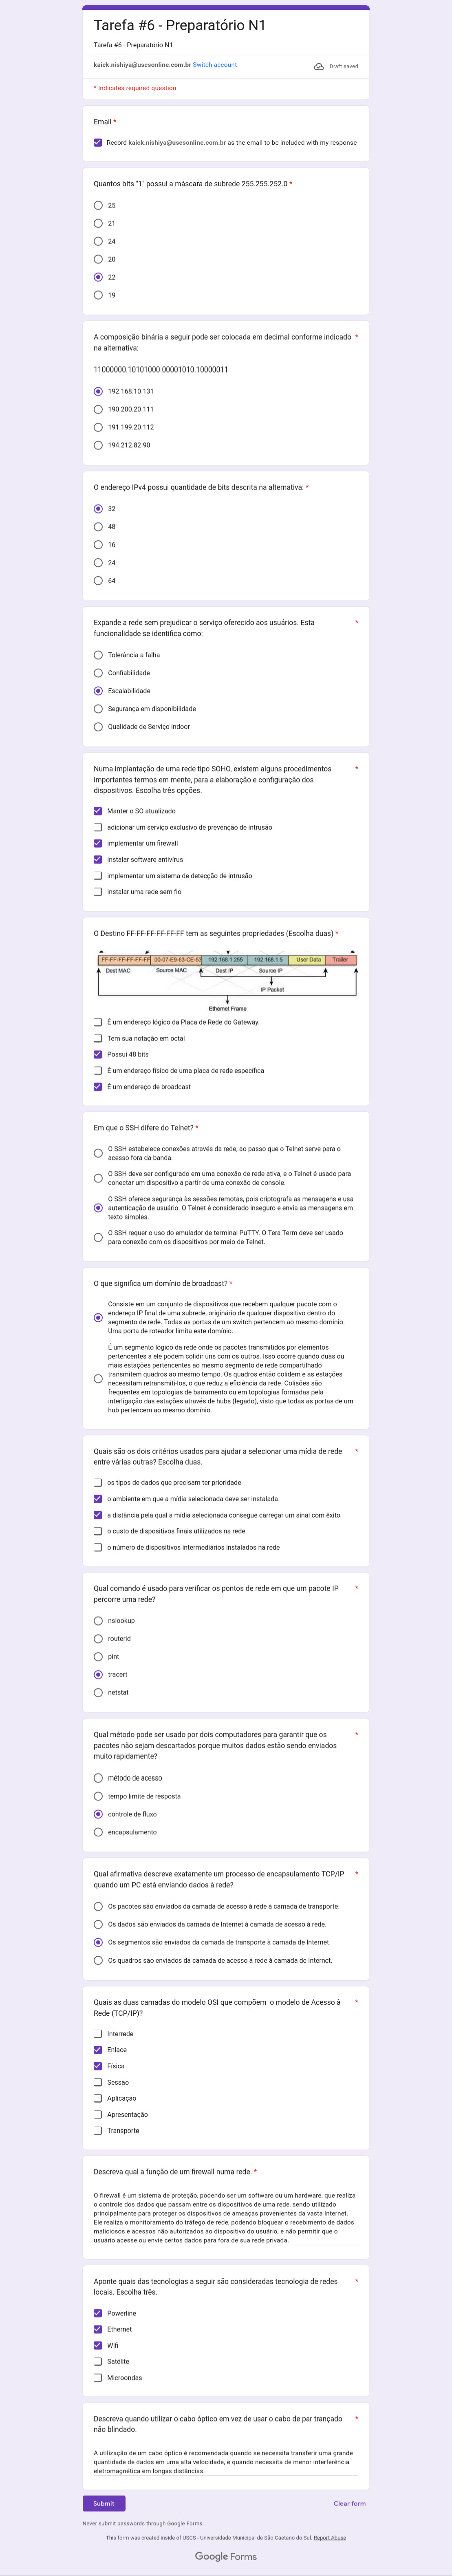 Tarefa #6 - Preparatório N1
Tarefa #6 - Preparatório N1
kaick.nishiya@uscsonline.com.br Switch account
Draft saved
* Indicates required question
Email *
Record kaick.nishiya@uscsonline.com.br as the email to be included with my response
Quantos bits "1" possui a máscara de subrede 255.255.252.0 *
25
21
24
20
22
19
A composição binária a seguir pode ser colocada em decimal conforme indicado *
na alternativa:
11000000.10101000.00001010.10000011
192.168.10.131
190.200.20.111
191.199.20.112
194.212.82.90
O endereço IPv4 possui quantidade de bits descrita na alternativa: *
32
48
16
24
64
Expande a rede sem prejudicar o serviço oferecido aos usuários. Esta *
funcionalidade se identifica como:
Tolerância a falha
Confiabilidade
Escalabilidade
Segurança em disponibilidade
Qualidade de Serviço indoor
Numa implantação de uma rede tipo SOHO, existem alguns procedimentos *
importantes termos em mente, para a elaboração e configuração dos
dispositivos. Escolha três opções.
Manter o SO atualizado
adicionar um serviço exclusivo de prevenção de intrusão
implementar um firewall
instalar software antivírus
implementar um sistema de detecção de intrusão
instalar uma rede sem fio
O Destino FF-FF-FF-FF-FF-FF tem as seguintes propriedades (Escolha duas) *
FF-FF-FF-FF-FF-FF 00-07-E9-63-CE-53 192.168.1.255 192.168.1.5 User Data Trailer
Dest MAC Source MAC Dest IP Source IP
IP Packet
Ethernet Frame
É um endereço lógico da Placa de Rede do Gateway.
Tem sua notação em octal
Possui 48 bits
É um endereço físico de uma placa de rede específica
É um endereço de broadcast
Em que o SSH difere do Telnet? *
O SSH estabelece conexões através da rede, ao passo que o Telnet serve para o
acesso fora da banda.
O SSH deve ser configurado em uma conexão de rede ativa, e o Telnet é usado para
conectar um dispositivo a partir de uma conexão de console.
O SSH oferece segurança às sessões remotas, pois criptografa as mensagens e usa
autenticação de usuário. O Telnet é considerado inseguro e envia as mensagens em
texto simples.
O SSH requer o uso do emulador de terminal PuTTY. O Tera Term deve ser usado
para conexão com os dispositivos por meio de Telnet.
O que significa um domínio de broadcast? *
Consiste em um conjunto de dispositivos que recebem qualquer pacote com o
endereço IP final de uma subrede, originário de qualquer dispositivo dentro do
segmento de rede. Todas as portas de um switch pertencem ao mesmo domínio.
Uma porta de roteador limita este domínio.
É um segmento lógico da rede onde os pacotes transmitidos por elementos
pertencentes a ele podem colidir uns com os outros. Isso ocorre quando duas ou
mais estações pertencentes ao mesmo segmento de rede compartilhado
transmitem quadros ao mesmo tempo. Os quadros então colidem e as estações
necessitam retransmiti-los, o que reduz a eficiência da rede. Colisões são
frequentes em topologias de barramento ou em topologias formadas pela
interligação das estações através de hubs (legado), visto que todas as portas de um
hub pertencem ao mesmo domínio.
Quais são os dois critérios usados para ajudar a selecionar uma mídia de rede *
entre várias outras? Escolha duas.
os tipos de dados que precisam ter prioridade
o ambiente em que a mídia selecionada deve ser instalada
a distância pela qual a mídia selecionada consegue carregar um sinal com êxito
o custo de dispositivos finais utilizados na rede
o número de dispositivos intermediários instalados na rede
Qual comando é usado para verificar os pontos de rede em que um pacote IP *
percorre uma rede?
nslookup
routerid
pint
tracert
netstat
Qual método pode ser usado por dois computadores para garantir que os *
pacotes não sejam descartados porque muitos dados estão sendo enviados
muito rapidamente?
método de acesso
tempo limite de resposta
controle de fluxo
encapsulamento
Qual afirmativa descreve exatamente um processo de encapsulamento TCP/IP *
quando um PC está enviando dados à rede?
Os pacotes são enviados da camada de acesso à rede à camada de transporte.
Os dados são enviados da camada de Internet à camada de acesso à rede.
Os segmentos são enviados da camada de transporte à camada de Internet.
Os quadros são enviados da camada de acesso à rede à camada de Internet.
Quais as duas camadas do modelo OSI que compõem o modelo de Acesso à *
Rede (TCP/IP)?
Interrede
Enlace
Física
Sessão
Aplicação
Apresentação
Transporte
Descreva qual a função de um firewall numa rede. *
O firewall é um sistema de proteção, podendo ser um software ou um hardware, que realiza
o controle dos dados que passam entre os dispositivos de uma rede, sendo utilizado
principalmente para proteger os dispositivos de ameaças provenientes da vasta Internet.
Ele realiza o monitoramento do tráfego de rede, podendo bloquear o recebimento de dados
maliciosos e acessos não autorizados ao dispositivo do usuário, e não permitir que o
usuário acesse ou envie certos dados para fora de sua rede privada.
Aponte quais das tecnologias a seguir são consideradas tecnologia de redes *
locais. Escolha três.
Powerline
Ethernet
Wifi
Satélite
Microondas
Descreva quando utilizar o cabo óptico em vez de usar o cabo de par trançado *
não blindado.
A utilização de um cabo óptico é recomendada quando se necessita transferir uma grande
quantidade de dados em uma alta velocidade, e quando necessita de menor interferência
eletromagnética em longas distâncias.
Submit
Clear form
Never submit passwords through Google Forms.
This form was created inside of USCS - Universidade Municipal de São Caetano do Sul. Report Abuse
Google Forms